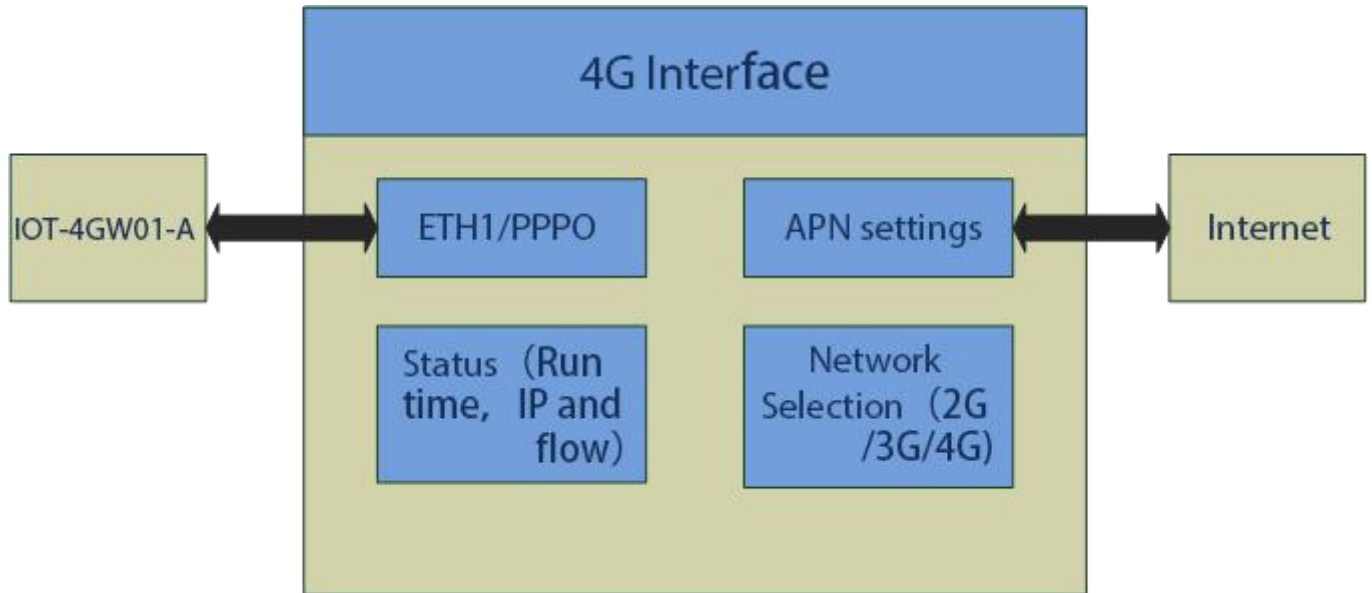 4G Interface
IOT-4GW01-A
ETH1/PPPO
APN settings
Internet
Status（Run
time, IP and
flow）
Network
Selection（2G
/3G/4G)